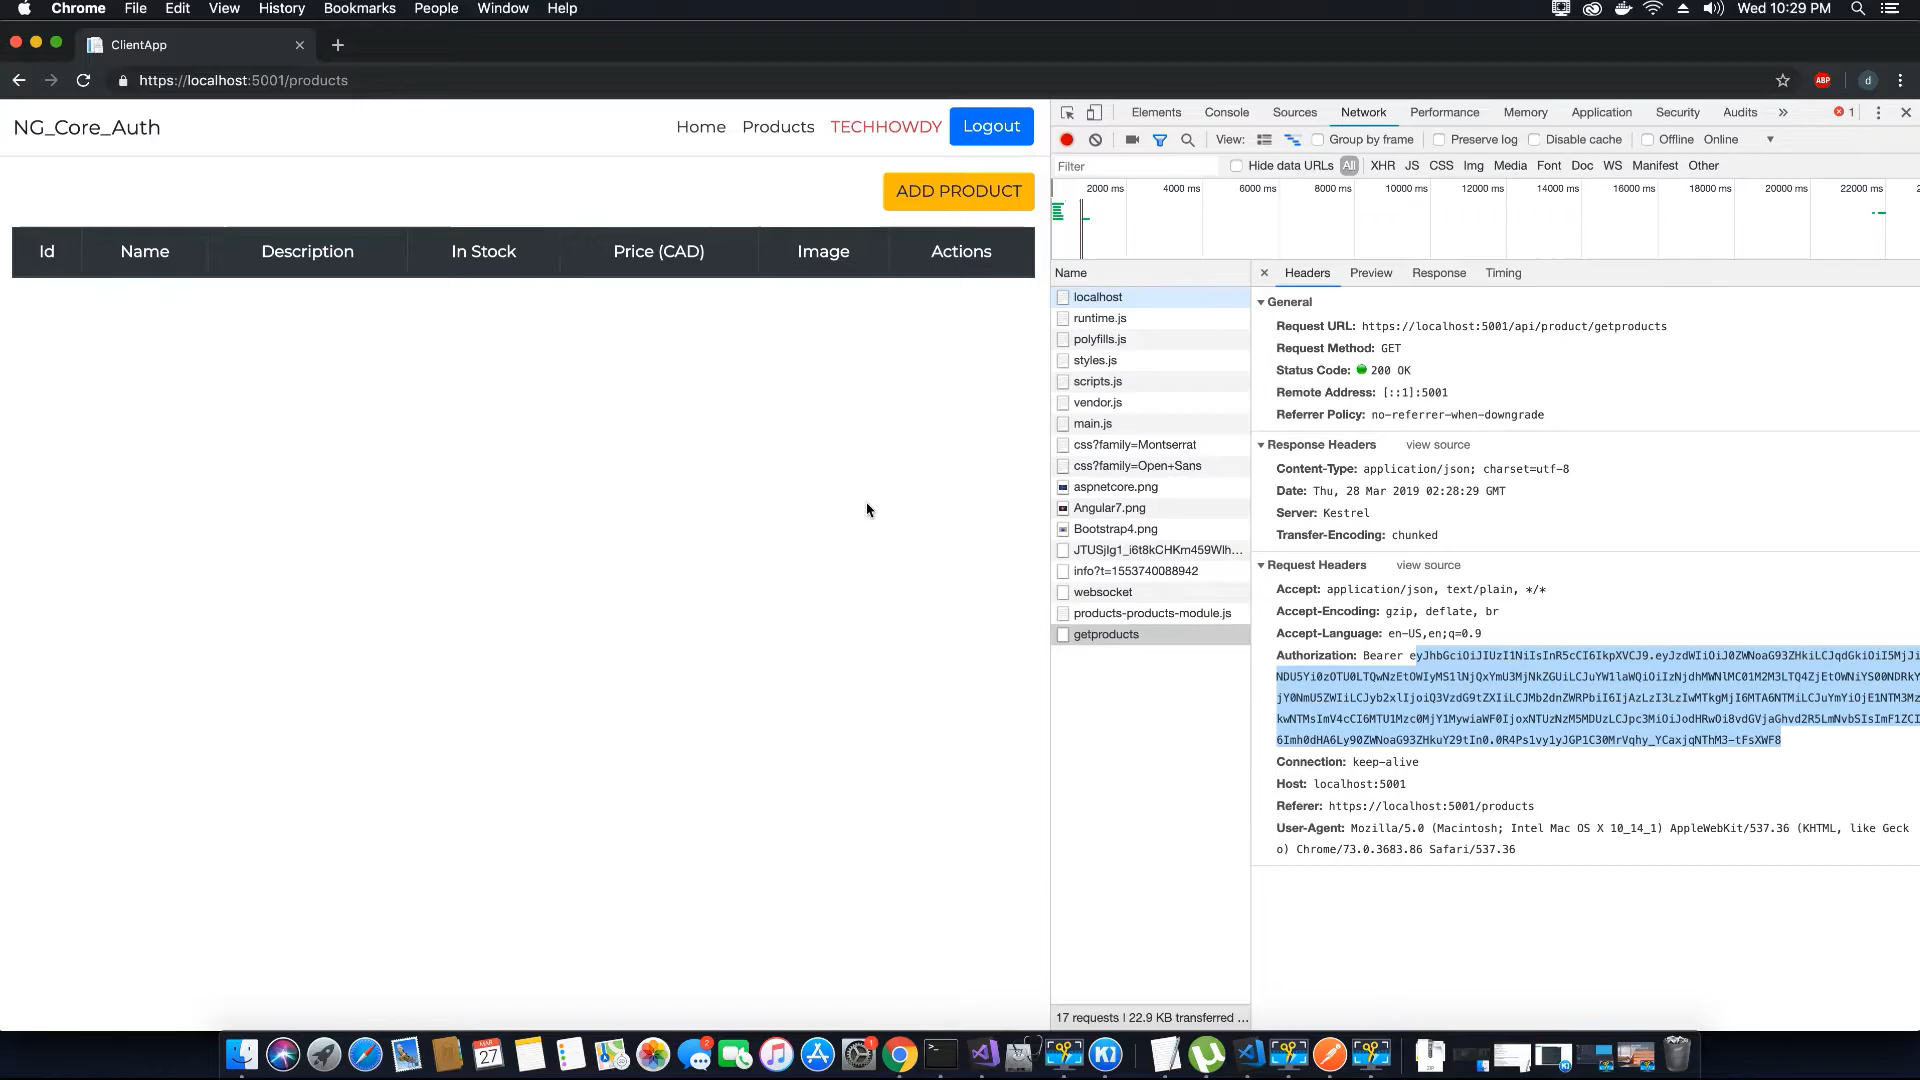 Chrome File Edit View History Bookmarks People Window Help Wed 10:29 PM
ClientApp
https://localhost:5001/products ABP d
NG_Core_Auth Home Products TECHHOWDY Logout
ADD PRODUCT
Id Name Description In Stock Price (CAD) Image Actions
Elements Console Sources Network Performance Memory Application Security Audits 1
View: Group by frame Preserve log Disable cache Offline Online
Filter Hide data URLs All XHR JS CSS Img Media Font Doc WS Manifest Other
2000 ms 4000 ms 6000 ms 8000 ms 10000 ms 12000 ms 14000 ms 16000 ms 18000 ms 20000 ms 22000 ms
Name
localhost
runtime.js
polyfills.js
styles.js
scripts.js
vendor.js
main.js
css?family=Montserrat
css?family=Open+Sans
aspnetcore.png
Angular7.png
Bootstrap4.png
JTUSjIg1_i6t8kCHKm459Wlh...
info?t=1553740088942
websocket
products-products-module.js
getproducts
17 requests | 22.9 KB transferred ...
Headers Preview Response Timing
General
Request URL: https://localhost:5001/api/product/getproducts
Request Method: GET
Status Code: 200 OK
Remote Address: [::1]:5001
Referrer Policy: no-referrer-when-downgrade
Response Headers view source
Content-Type: application/json; charset=utf-8
Date: Thu, 28 Mar 2019 02:28:29 GMT
Server: Kestrel
Transfer-Encoding: chunked
Request Headers view source
Accept: application/json, text/plain, */*
Accept-Encoding: gzip, deflate, br
Accept-Language: en-US,en;q=0.9
Authorization: Bearer
Connection: keep-alive
Host: localhost:5001
Referer: https://localhost:5001/products
User-Agent: Mozilla/5.0 (Macintosh; Intel Mac OS X 10_14_1) AppleWebKit/537.36 (KHTML, like Geck
o) Chrome/73.0.3683.86 Safari/537.36
MAR
27
2
1